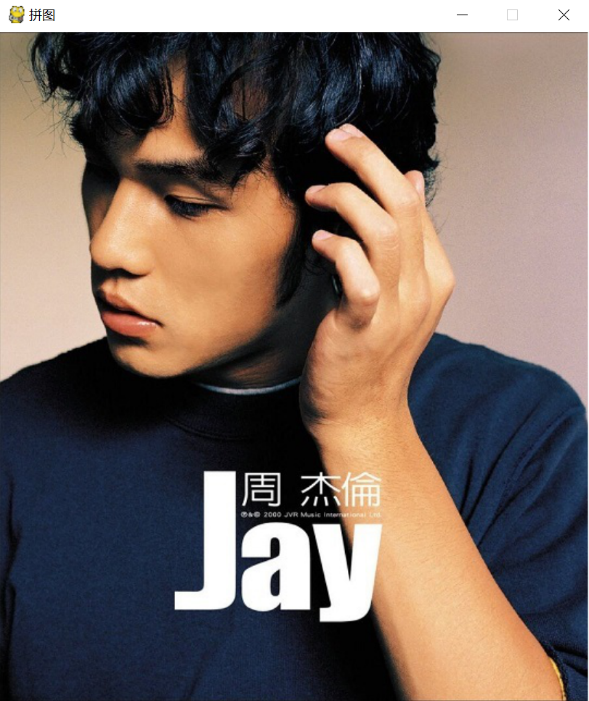 拼图
周 杰倫
℗&© 2000 JVR Music International Ltd
Jay